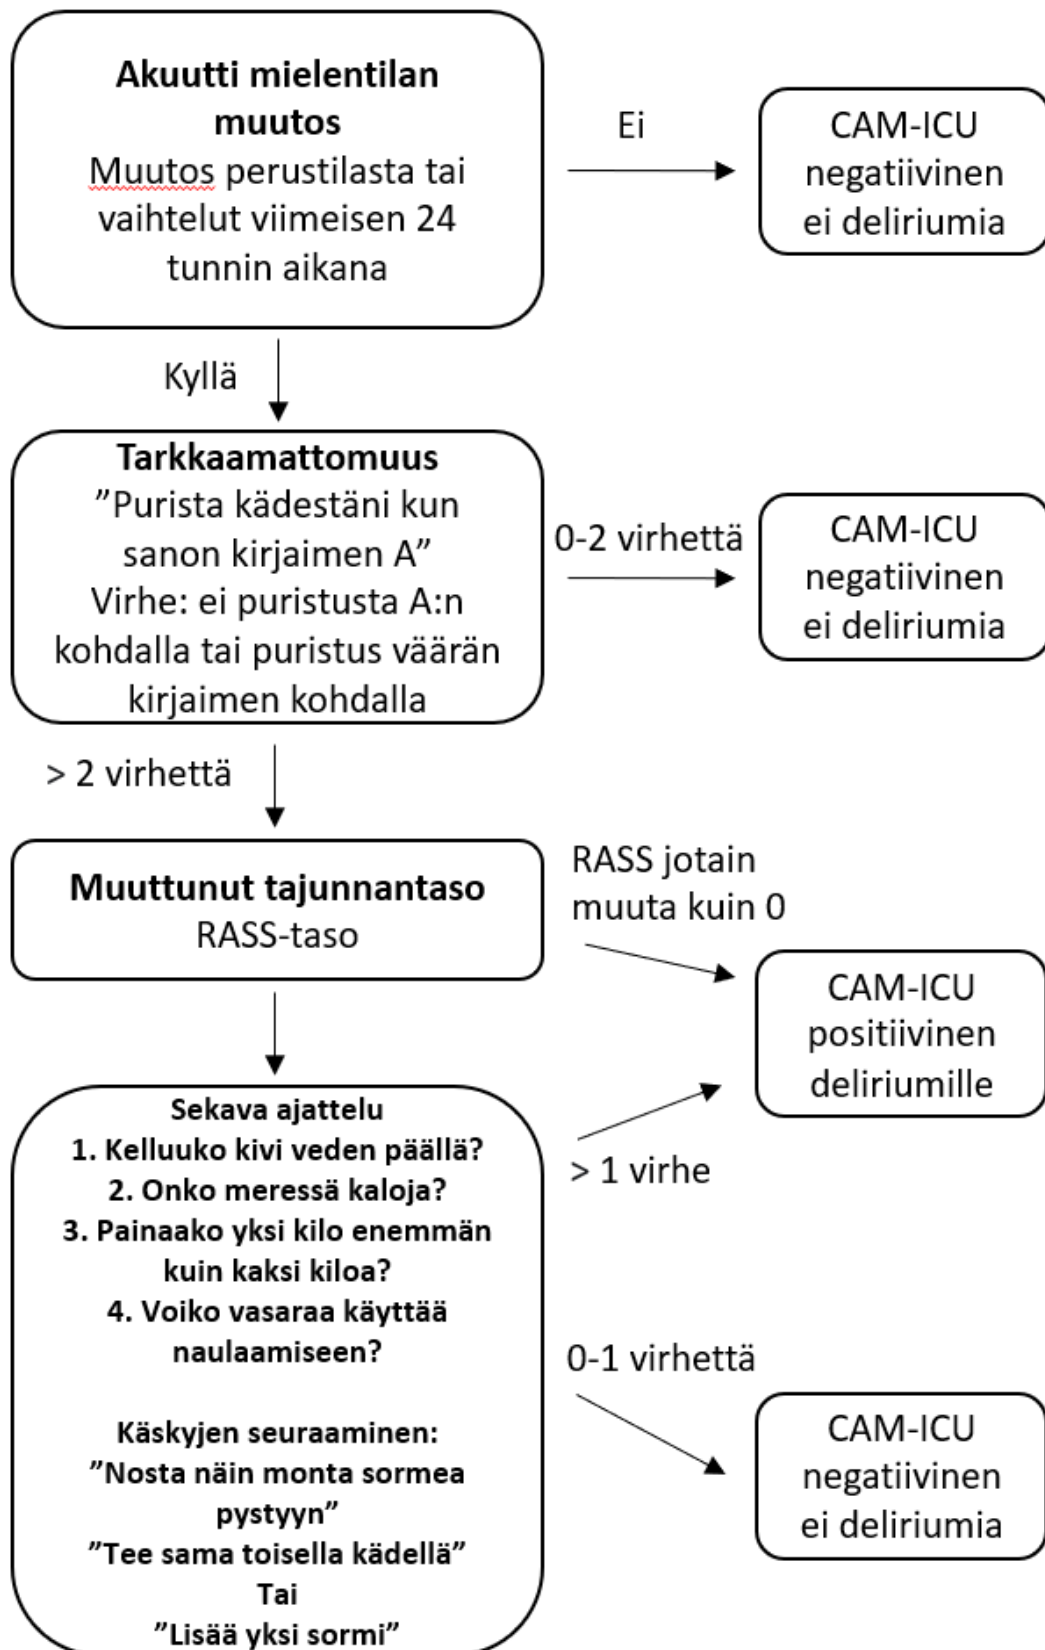 Akuutti mielentilan
muutos
Muutos perustilasta tai
vaihtelut viimeisen 24
tunnin aikana
Ei
CAM-ICU
negatiivinen
ei deliriumia
Kyllä
Tarkkaamattomuus
”Purista kädestäni kun
sanon kirjaimen A”
Virhe: ei puristusta A:n
kohdalla tai puristus väärän
kirjaimen kohdalla
0-2 virhettä
CAM-ICU
negatiivinen
ei deliriumia
> 2 virhettä
Muuttunut tajunnantaso
RASS-taso
RASS jotain
muuta kuin 0
CAM-ICU
positiivinen
deliriumille
Sekava ajattelu
1. Kelluuko kivi veden päällä?
2. Onko meressä kaloja?
3. Painaako yksi kilo enemmän
kuin kaksi kiloa?
4. Voiko vasaraa käyttää
naulaamiseen?
Käskyjen seuraaminen:
”Nosta näin monta sormea
pystyyn”
”Tee sama toisella kädellä”
Tai
”Lisää yksi sormi”
> 1 virhe
0-1 virhettä
CAM-ICU
negatiivinen
ei deliriumia